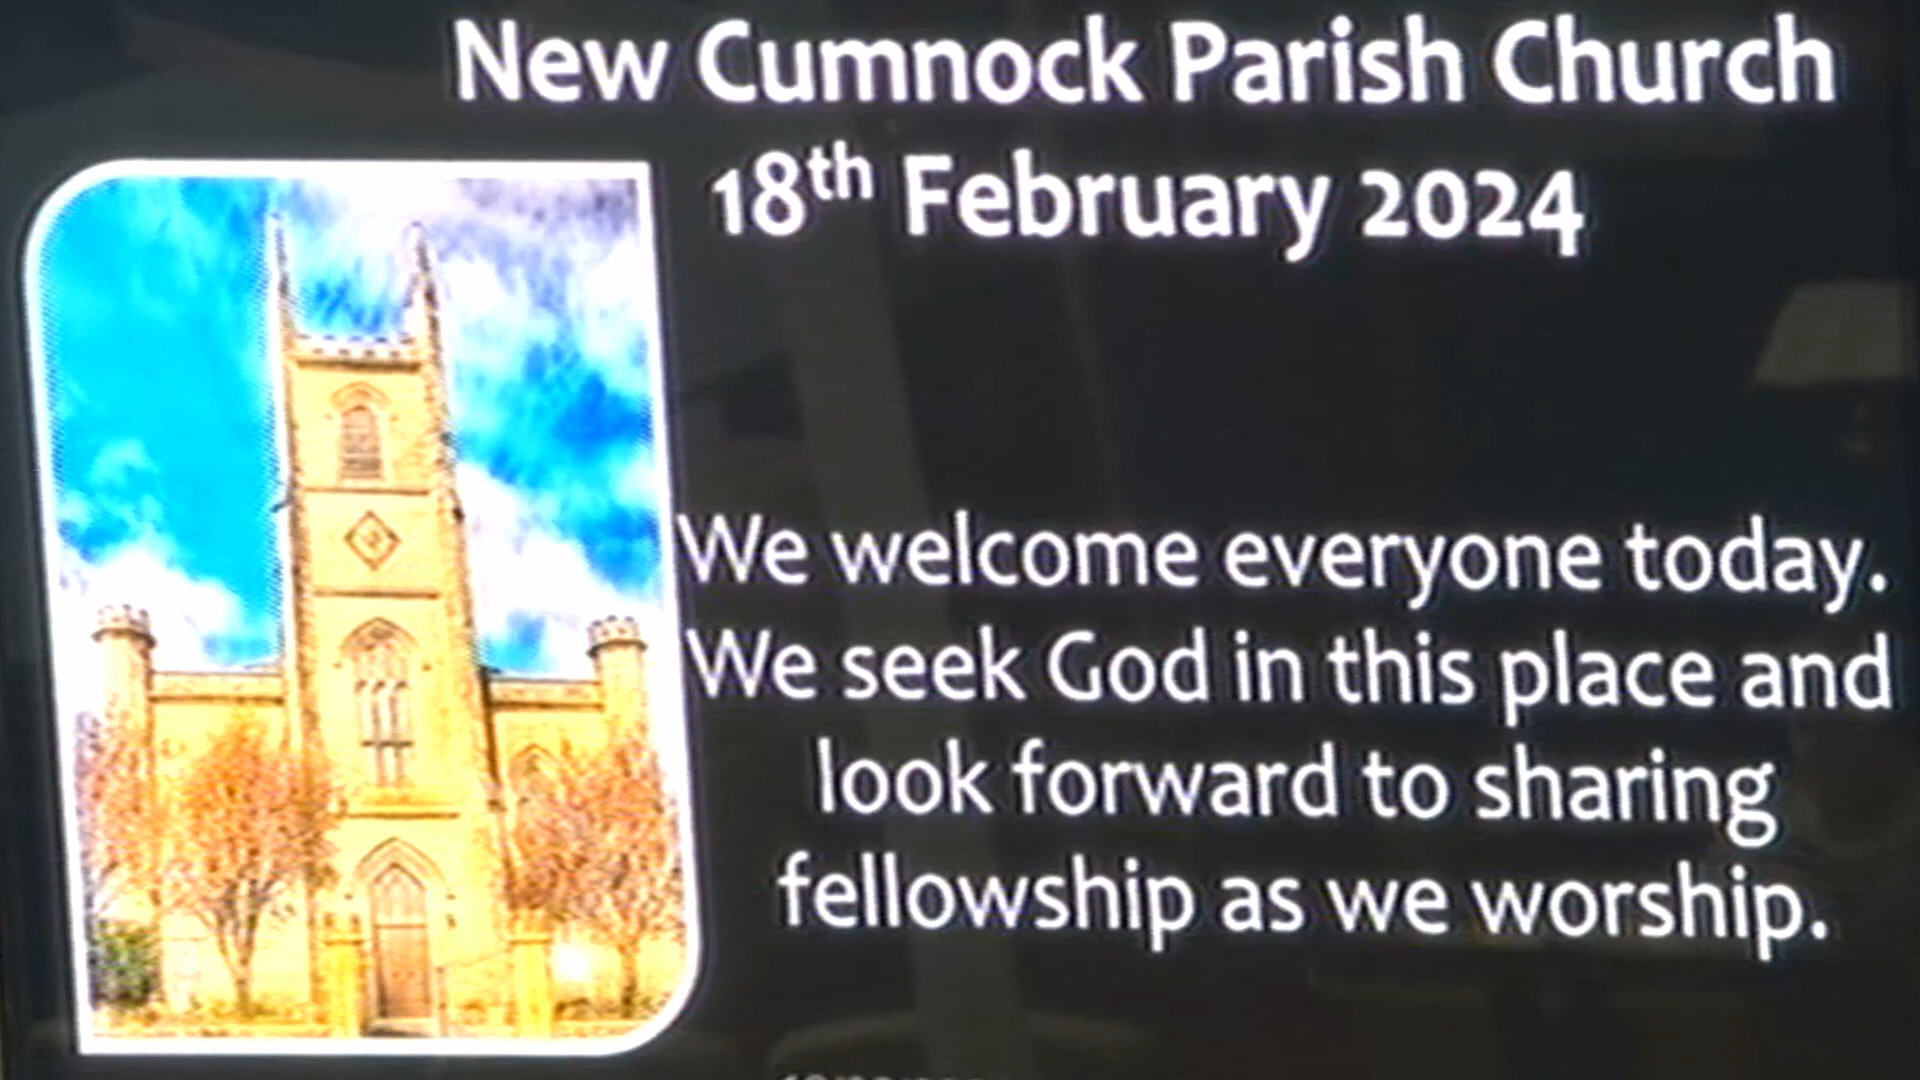 New Cumnock Parish Church
18th February 2024
We welcome everyone today.
We seek God in this place and
look forward to sharing
fellowship as we worship.